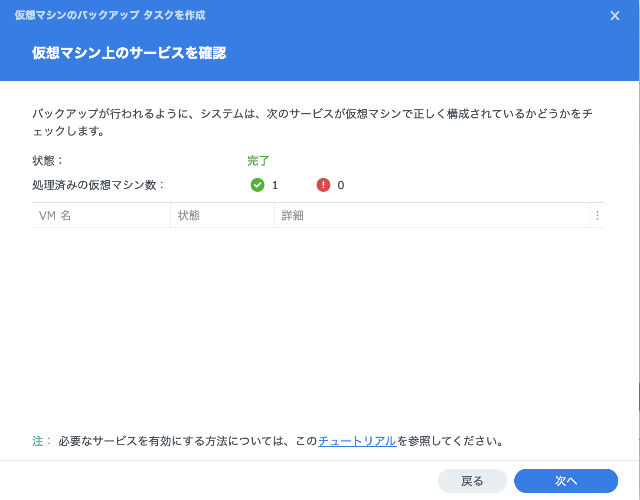 仮想マシンのバックアップ タスクを作成
仮想マシン上のサービスを確認
バックアップが行われるように、システムは、次のサービスが仮想マシンで正しく構成されているかどうかをチ
ェックします。
状態： 完了
処理済みの仮想マシン数： 1 0
VM 名 状態 詳細
注： 必要なサービスを有効にする方法については、このチュートリアルを参照してください。
戻る 次へ